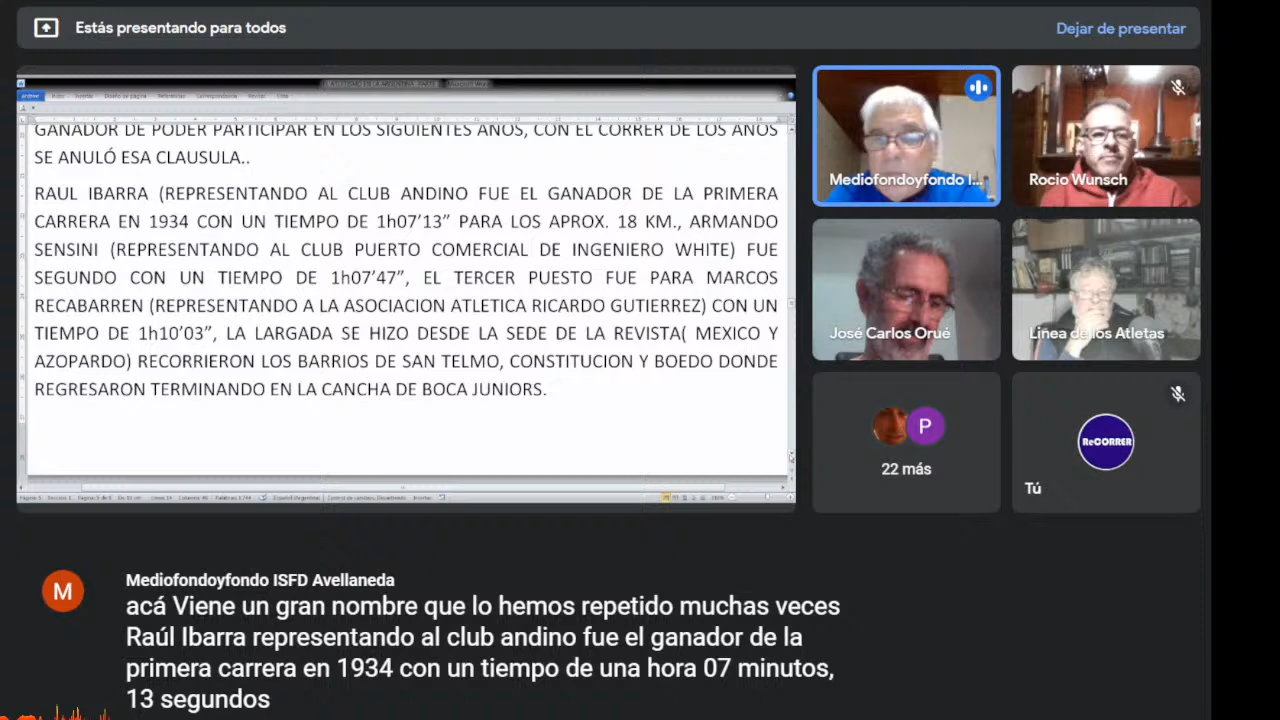 Estás presentando para todos
Dejar de presentar
Archivo
GANADOR DE PODER PARTICIPAR EN LOS SIGUIENTES AÑOS, CON EL CORRER DE LOS AÑOS
SE ANULÓ ESA CLAUSULA..
RAUL IBARRA (REPRESENTANDO AL CLUB ANDINO FUE EL GANADOR DE LA PRIMERA
CARRERA EN 1934 CON UN TIEMPO DE 1h07’13” PARA LOS APROX. 18 KM., ARMANDO
SENSINI (REPRESENTANDO AL CLUB PUERTO COMERCIAL DE INGENIERO WHITE) FUE
SEGUNDO CON UN TIEMPO DE 1h07’47”, EL TERCER PUESTO FUE PARA MARCOS
RECABARREN (REPRESENTANDO A LA ASOCIACION ATLETICA RICARDO GUTIERREZ) CON UN
TIEMPO DE 1h10’03”, LA LARGADA SE HIZO DESDE LA SEDE DE LA REVISTA( MEXICO Y
AZOPARDO) RECORRIERON LOS BARRIOS DE SAN TELMO, CONSTITUCION Y BOEDO DONDE
REGRESARON TERMINANDO EN LA CANCHA DE BOCA JUNIORS.
Mediofondoyfondo I...
Rocio Wunsch
José Carlos Orué
Linea de los Atletas
P
22 más
ReCORRER
Tú
M
Mediofondoyfondo ISFD Avellaneda
acá Viene un gran nombre que lo hemos repetido muchas veces
Raúl Ibarra representando al club andino fue el ganador de la
primera carrera en 1934 con un tiempo de una hora 07 minutos,
13 segundos